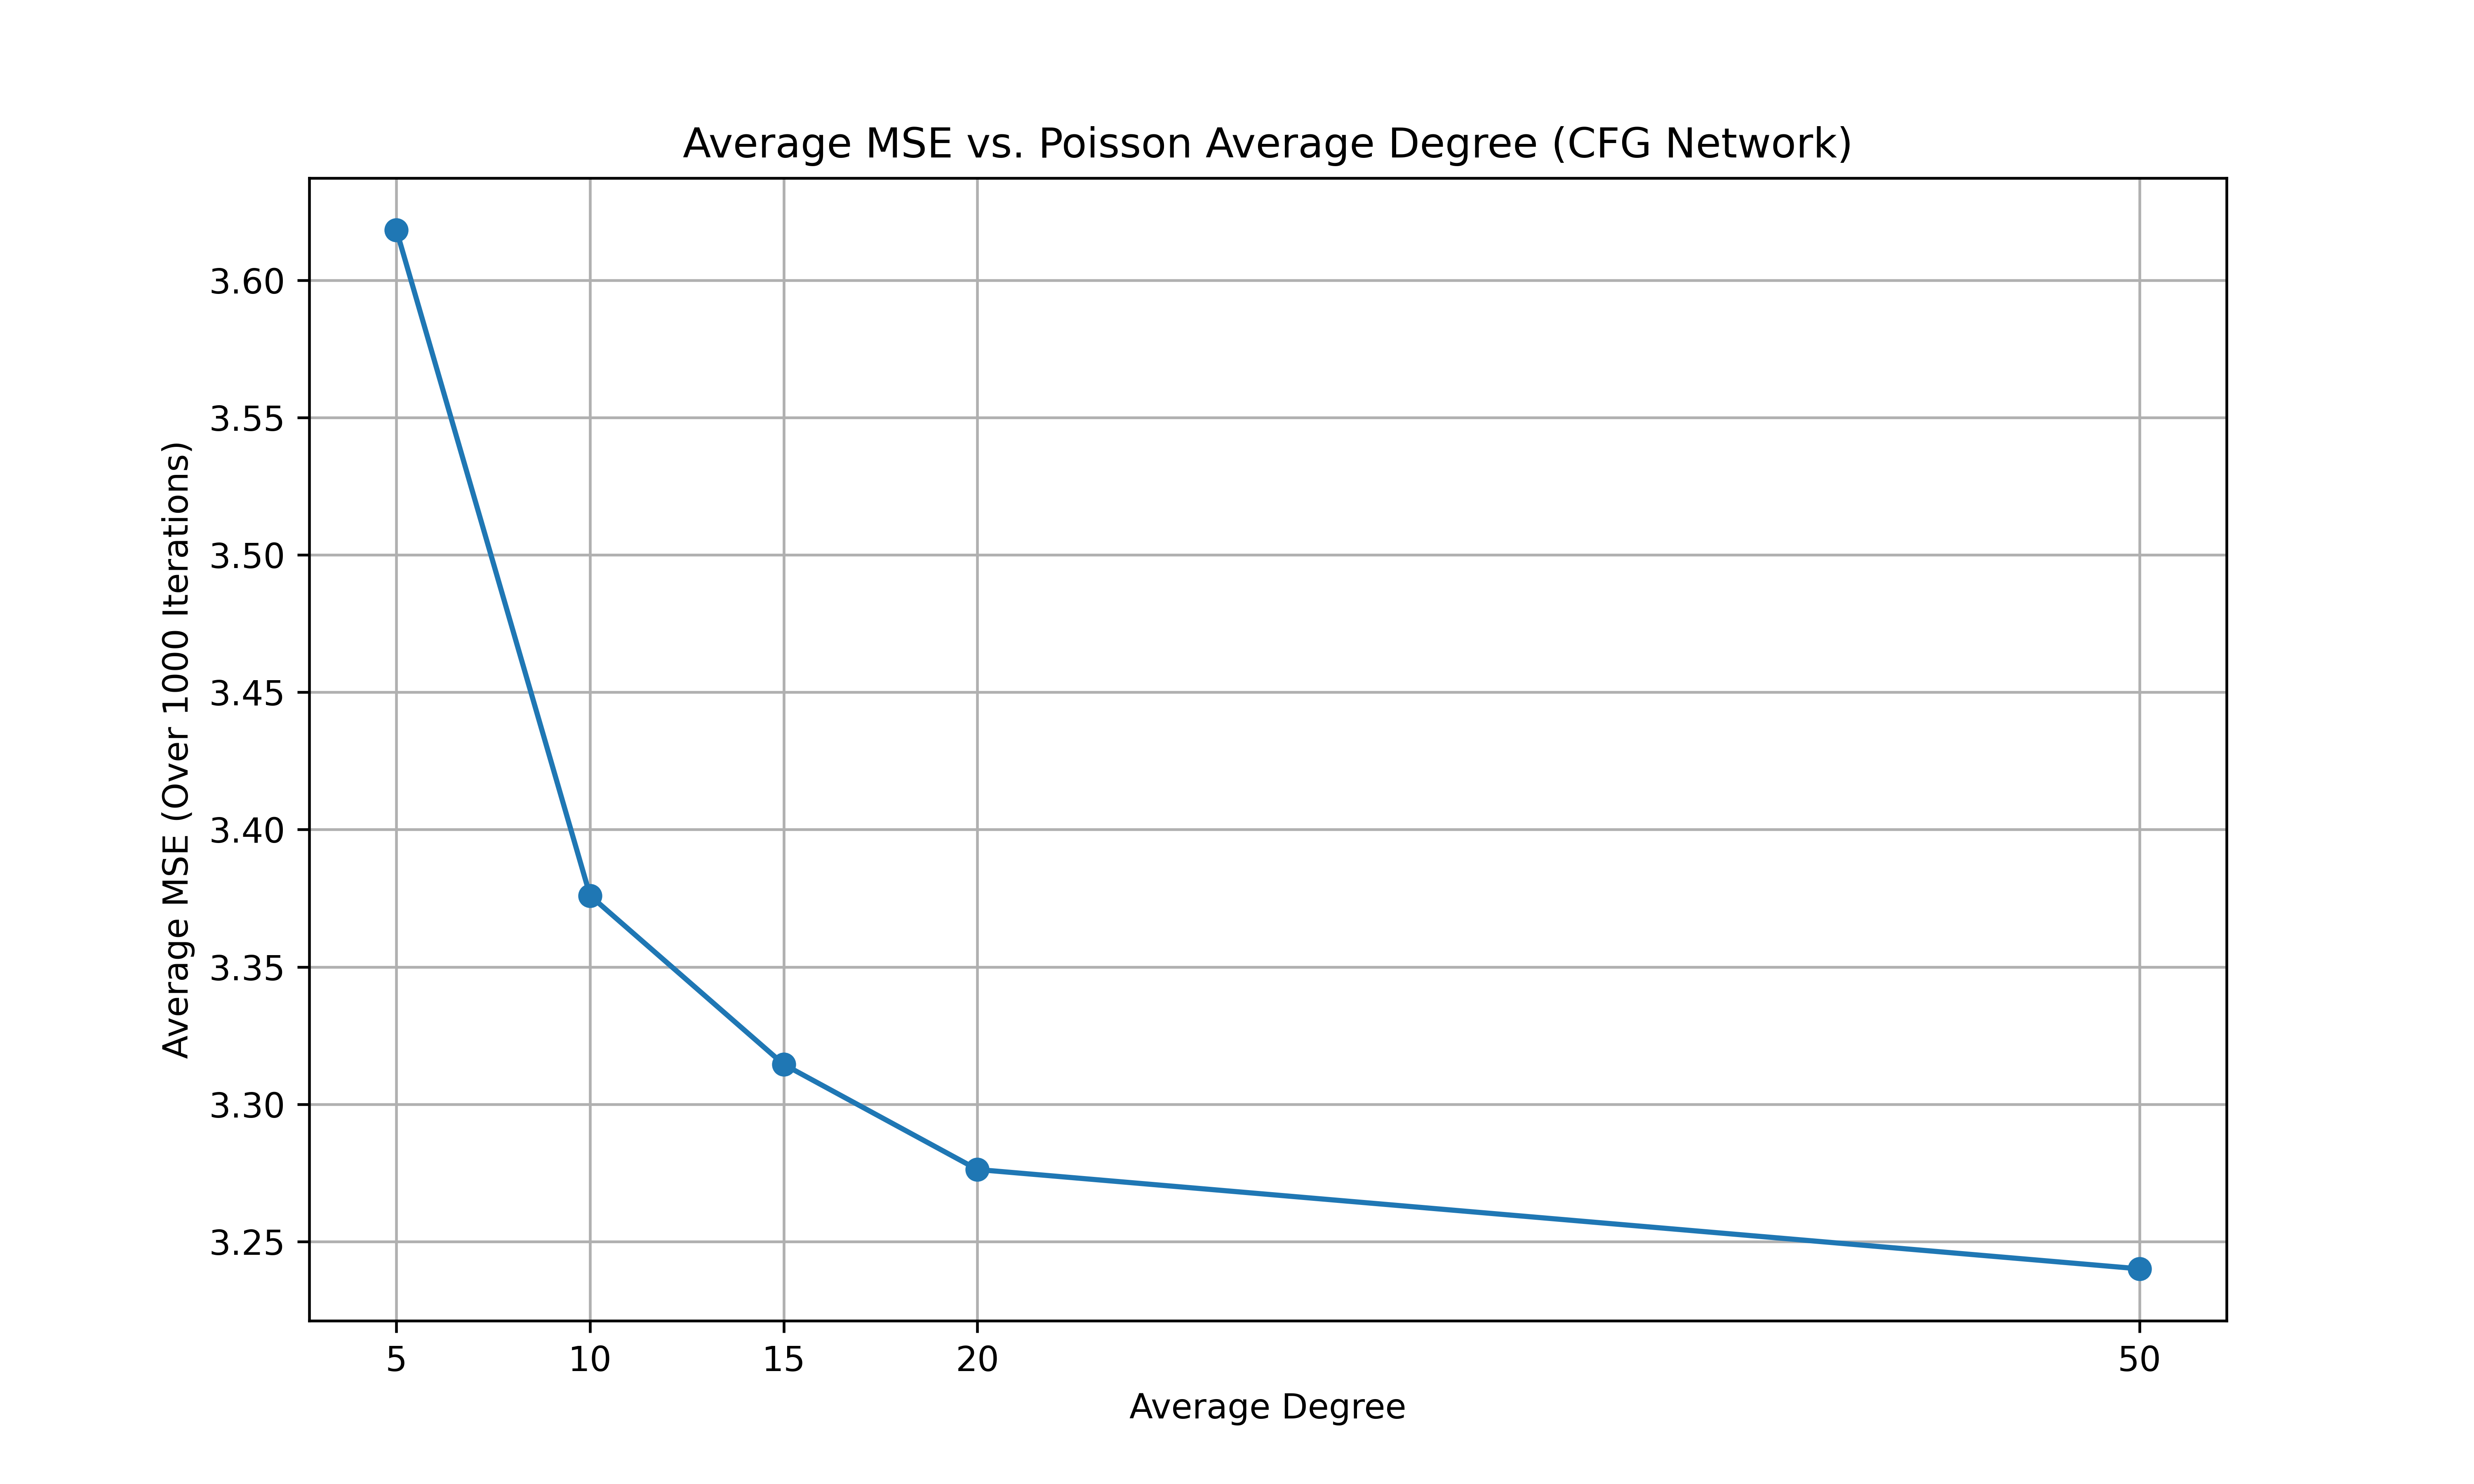 Average MSE vs. Poisson Average Degree (CFG Network)
Average MSE (Over 1000 Iterations)
3.60
3.55
3.50
3.45
3.40
3.35
3.30
3.25
5 10 15 20 50
Average Degree